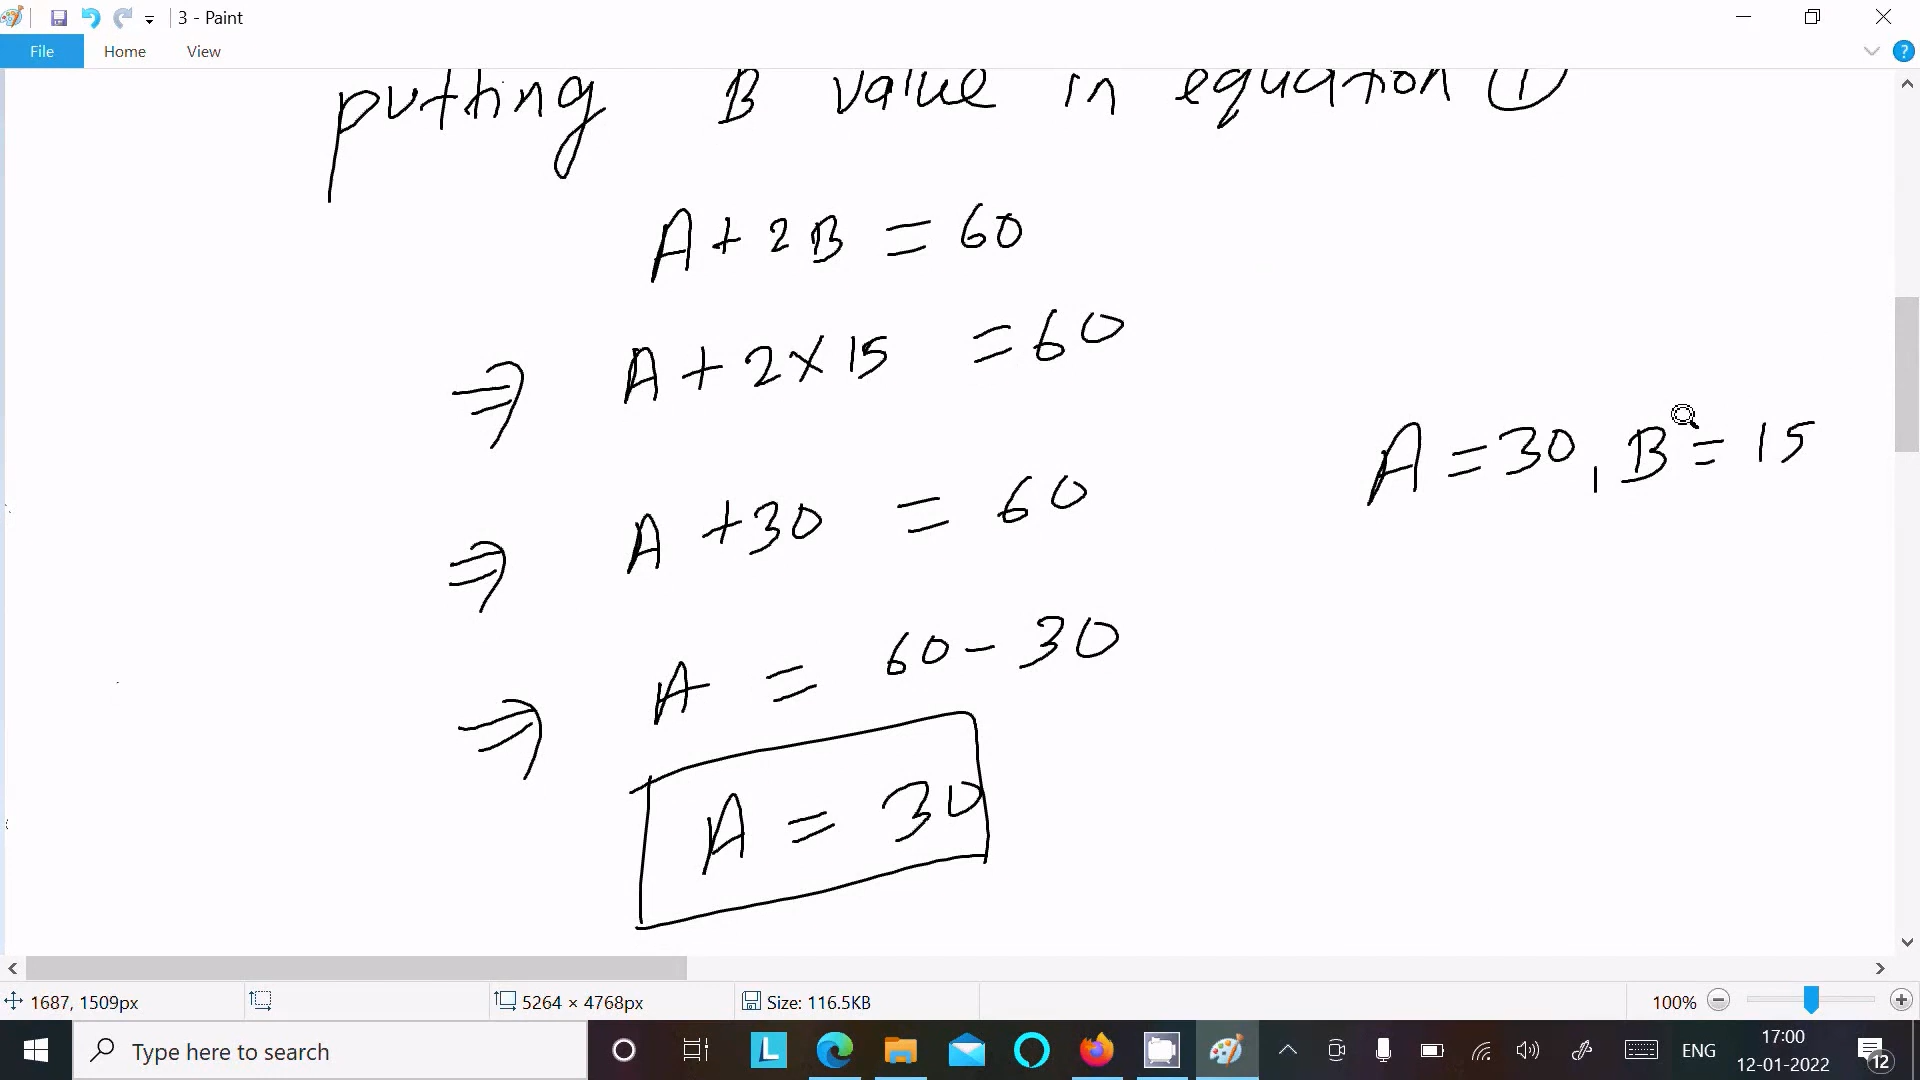 3 - Paint
File Home View
putting B value in equation ①
A + 2B = 60
⇒ A + 2 × 15 = 60
A = 30, B = 15
⇒ A + 30 = 60
⇒ A = 60 - 30
A = 30
1687, 1509px 5264 × 4768px Size: 116.5KB 100%
Type here to search
L
ENG
17:00
12-01-2022
12